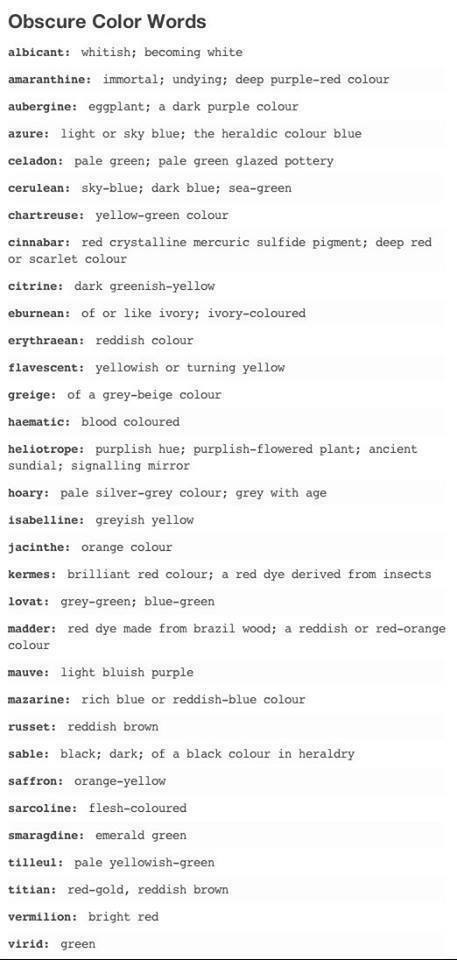 Obscure Color Words
albicant: whitish; becoming white
amaranthine: immortal; undying; deep purple-red colour
aubergine: eggplant; a dark purple colour
azure: light or sky blue; the heraldic colour blue
celadon: pale green; pale green glazed pottery
cerulean: sky-blue; dark blue; sea-green
chartreuse: yellow-green colour
cinnabar: red crystalline mercuric sulfide pigment; deep red
or scarlet colour
citrine: dark greenish-yellow
eburnean: of or like ivory; ivory-coloured
erythraean: reddish colour
flavescent: yellowish or turning yellow
greige: of a grey-beige colour
haematic: blood coloured
heliotrope: purplish hue; purplish-flowered plant; ancient
sundial; signalling mirror
hoary: pale silver-grey colour; grey with age
isabelline: greyish yellow
jacinthe: orange colour
kermes: brilliant red colour; a red dye derived from insects
lovat: grey-green; blue-green
madder: red dye made from brazil wood; a reddish or red-orange
colour
mauve: light bluish purple
mazarine: rich blue or reddish-blue colour
russet: reddish brown
sable: black; dark; of a black colour in heraldry
saffron: orange-yellow
sarcoline: flesh-coloured
smaragdine: emerald green
tilleul: pale yellowish-green
titian: red-gold, reddish brown
vermilion: bright red
virid: green